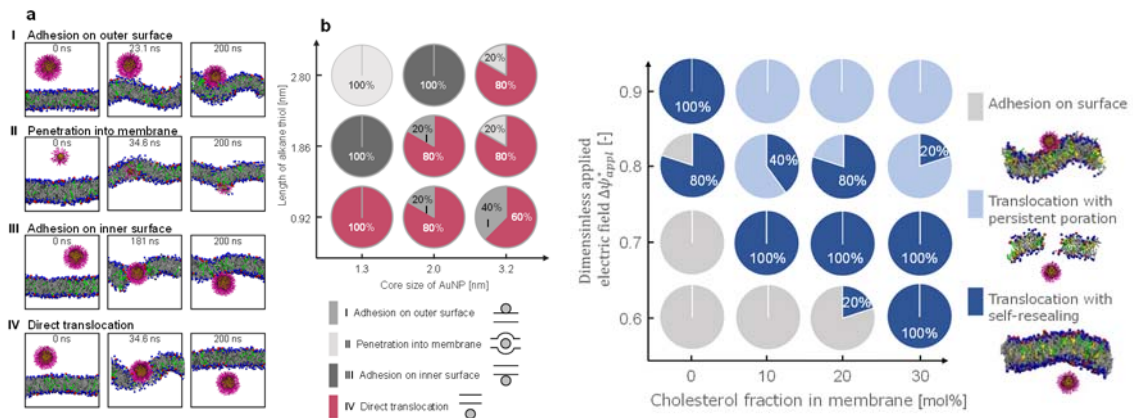 a
I Adhesion on outer surface
0 ns 23.1 ns 200 ns
II Penetration into membrane
0 ns 34.6 ns 200 ns
III Adhesion on inner surface
0 ns 181 ns 200 ns
IV Direct translocation
0 ns 34.6 ns 200 ns
b
Length of alkane thiol [nm]
2.80
1.86
0.92
100% 100% 20% 80%
100% 20% I 80% 20% 80%
100% 20% I 80% 40% I 60%
1.3 2.0 3.2
Core size of AuNP [nm]
I Adhesion on outer surface
II Penetration into membrane
III Adhesion on inner surface
IV Direct translocation
Dimensinless applied
electric field Δψ*appl [-]
0.9
0.8
0.7
0.6
100%
80% 40% 80% 20%
100% 100% 100%
20% 100%
0 10 20 30
Cholesterol fraction in membrane [mol%]
Adhesion on surface
Translocation with
persistent poration
Translocation with
self-resealing